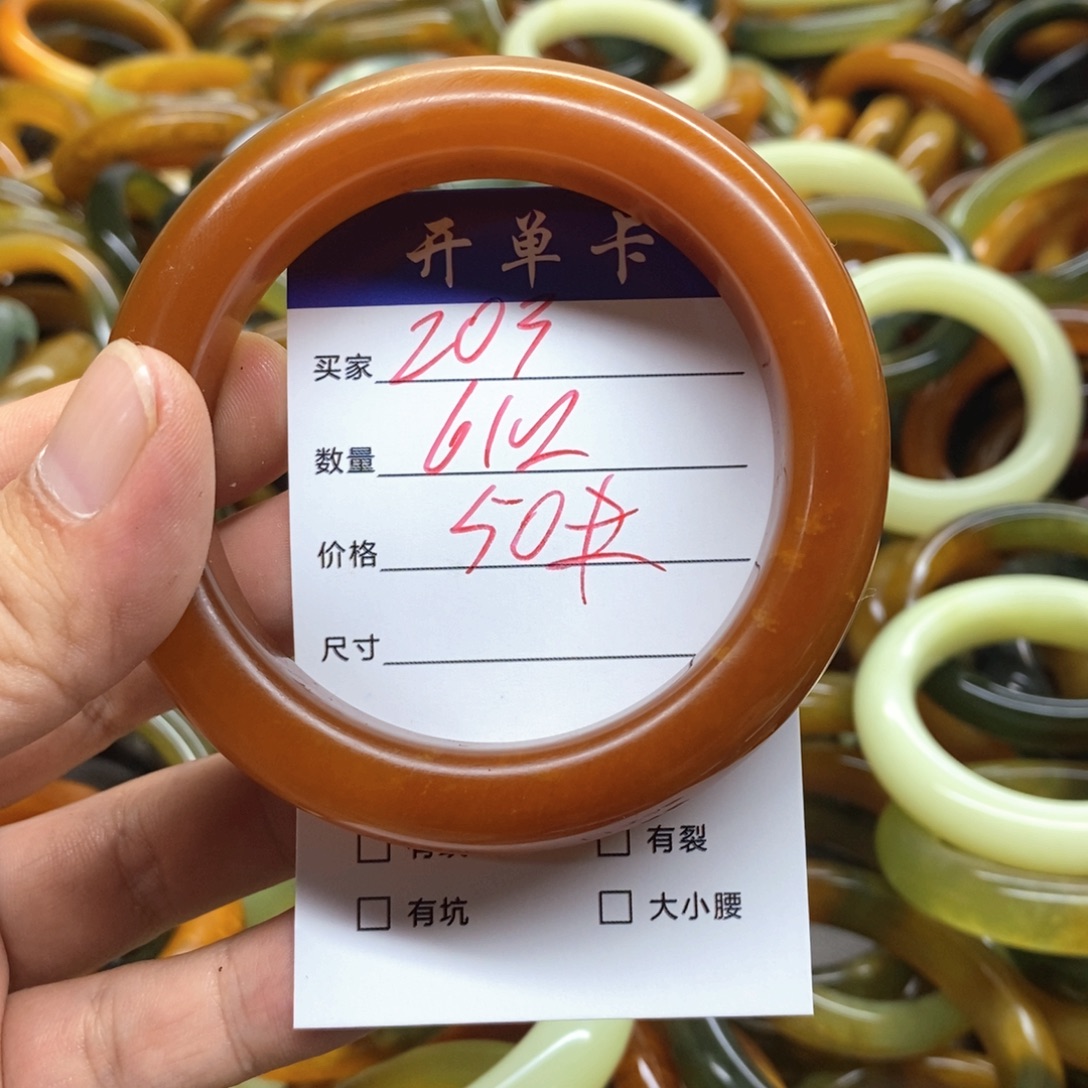 开单卡
买家 203
数量 612
价格 50
尺寸
有裂
有坑
大小腰